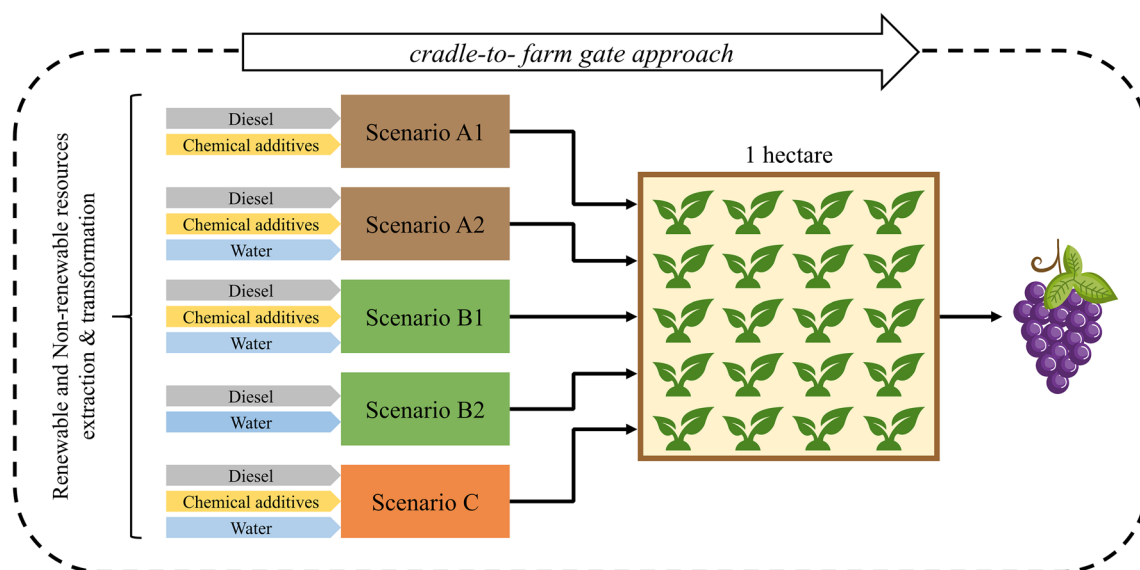 cradle-to- farm gate approach
Renewable and Non-renewable resources
extraction & transformation
Diesel
Chemical additives
Scenario A1
Diesel
Chemical additives
Water
Scenario A2
Diesel
Chemical additives
Water
Scenario B1
Diesel
Water
Scenario B2
Diesel
Chemical additives
Water
Scenario C
1 hectare